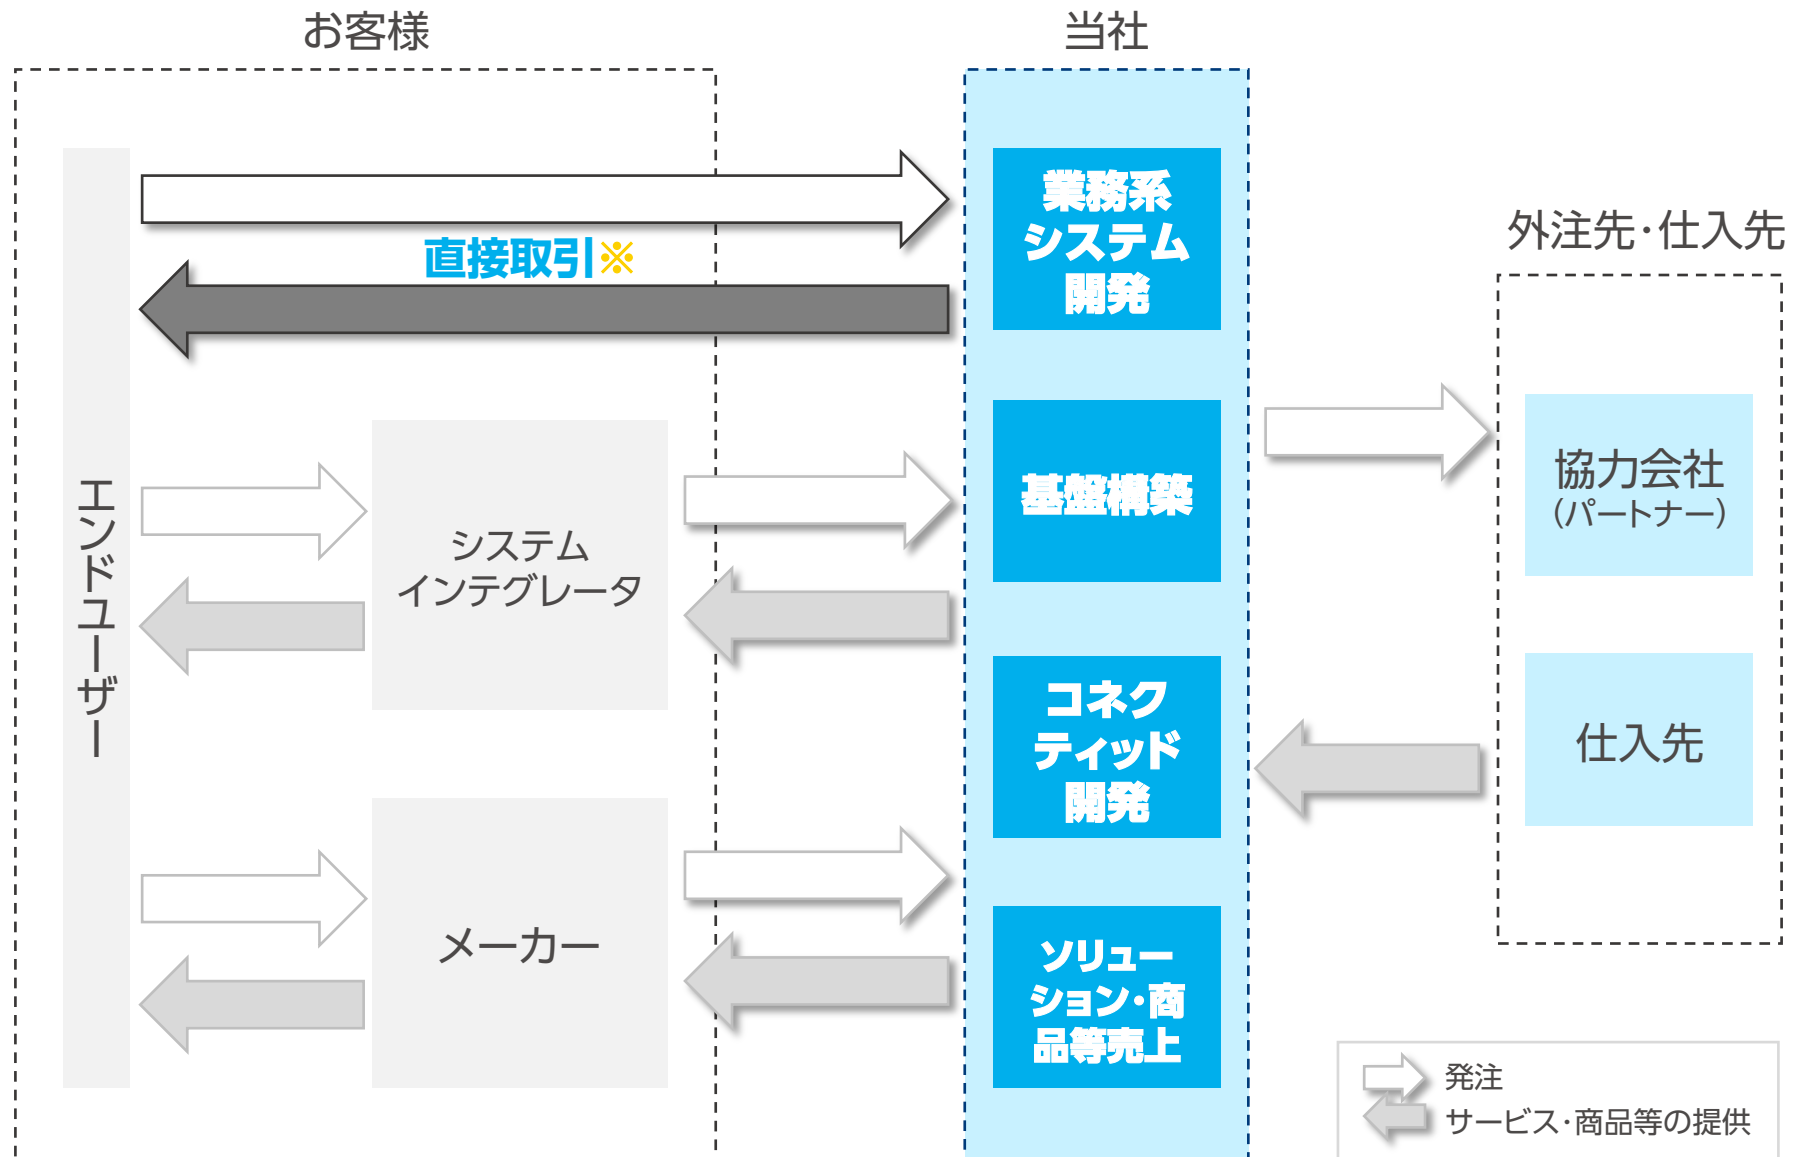 お客様
当社
外注先・仕入先
直接取引※
エンドユーザー
システム
インテグレータ
メーカー
業務系
システム
開発
基盤構築
コネク
ティッド
開発
ソリュー
ション・商
品等売上
協力会社
（パートナー）
仕入先
発注
サービス・商品等の提供